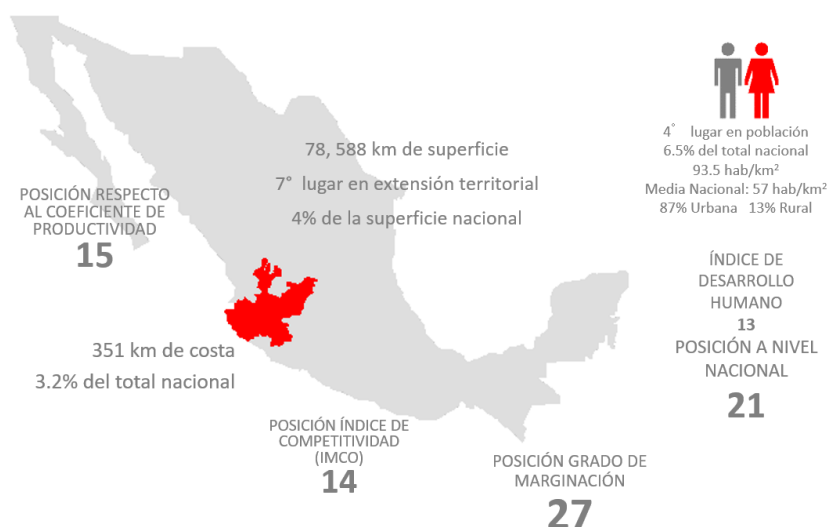 4° lugar en población
6.5% del total nacional
93.5 hab/km²
Media Nacional: 57 hab/km²
87% Urbana 13% Rural
78, 588 km de superficie
7° lugar en extensión territorial
4% de la superficie nacional
POSICIÓN RESPECTO
AL COEFICIENTE DE
PRODUCTIVIDAD
15
ÍNDICE DE
DESARROLLO
HUMANO
13
POSICIÓN A NIVEL
NACIONAL
21
351 km de costa
3.2% del total nacional
POSICIÓN ÍNDICE DE
COMPETITIVIDAD
(IMCO)
14
POSICIÓN GRADO DE
MARGINACIÓN
27